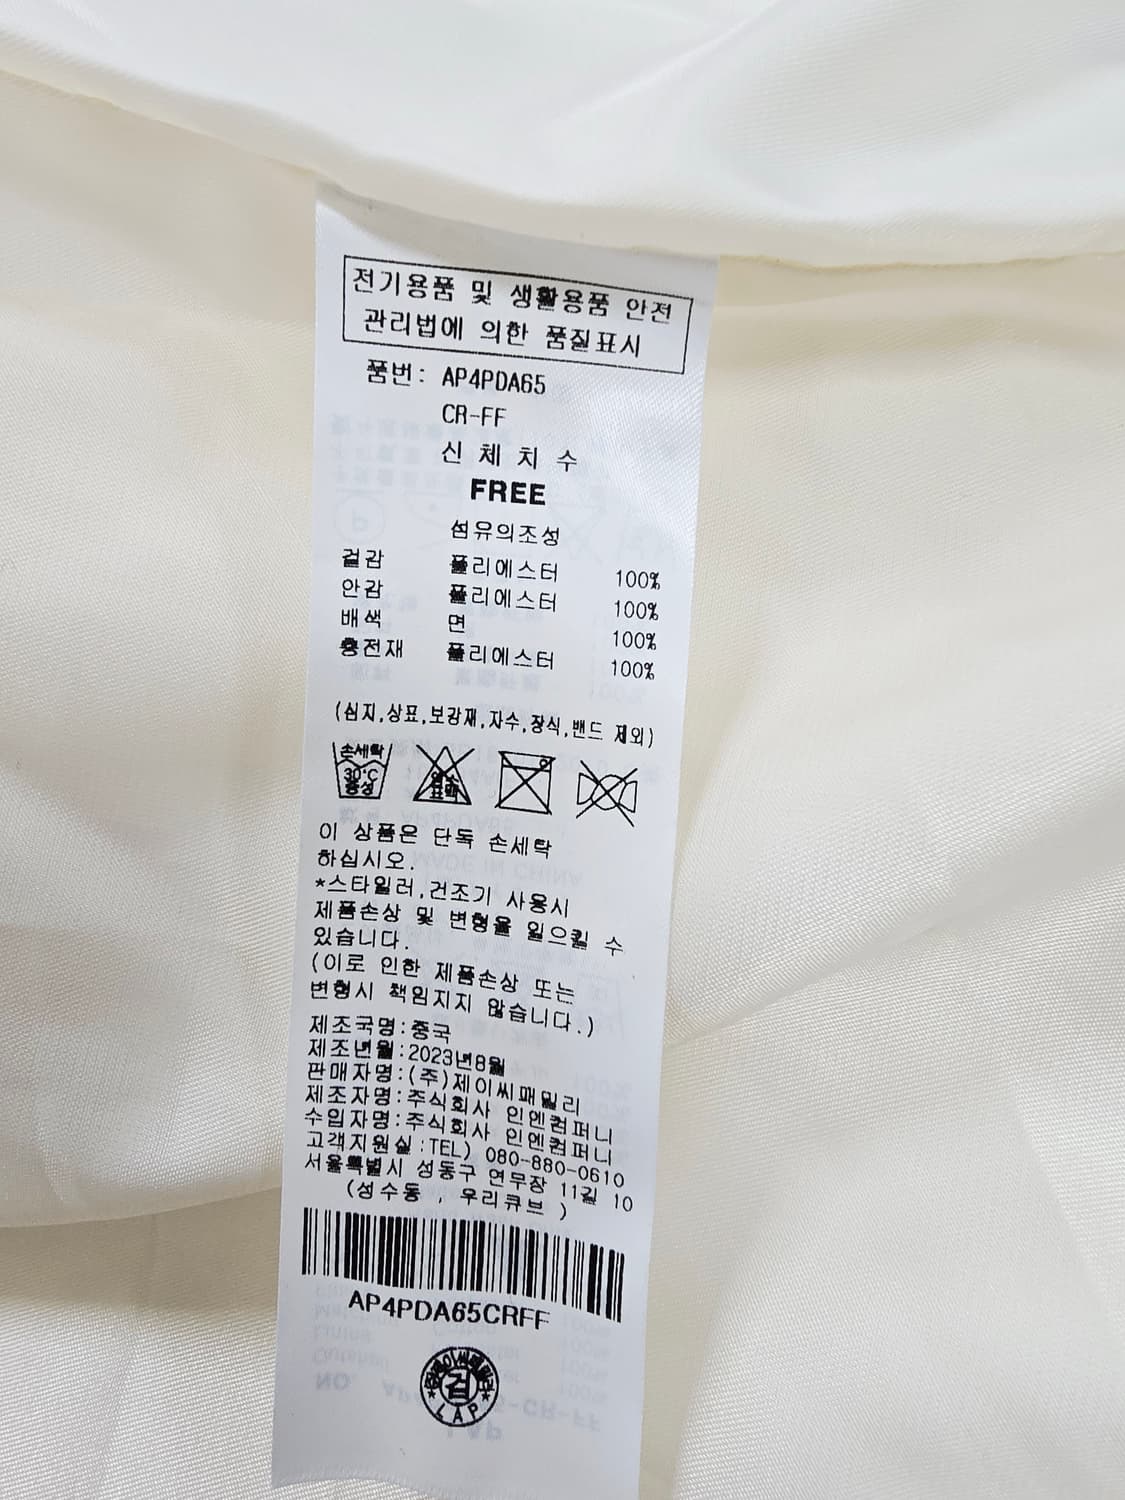 전기용품 및 생활용품 안전
관리법에 의한 품질표시
품번: AP4PDA65
CR-FF
신 체 치 수
FREE
섬유의조성
겉감 폴리에스터 100%
안감 폴리에스터 100%
배색 면 100%
충전재 폴리에스터 100%
(심지,상표,보강재,자수,장식,밴드 제외)
손세탁
30℃
중성
염소
표백
이 상품은 단독 손세탁
하십시오.
*스타일러,건조기 사용시
제품손상 및 변형을 일으킬 수
있습니다.
(이로 인한 제품손상 또는
변형시 책임지지 않습니다.)
제조국명:중국
제조년월:2023년8월
판매자명:(주)제이씨패밀리
제조자명:주식회사 인엔컴퍼니
수입자명:주식회사 인엔컴퍼니
고객지원실:TEL) 080-880-0610
서울특별시 성동구 연무장 11길 10
(성수동 , 우리큐브 )
AP4PDA65CRFF
검
LAP